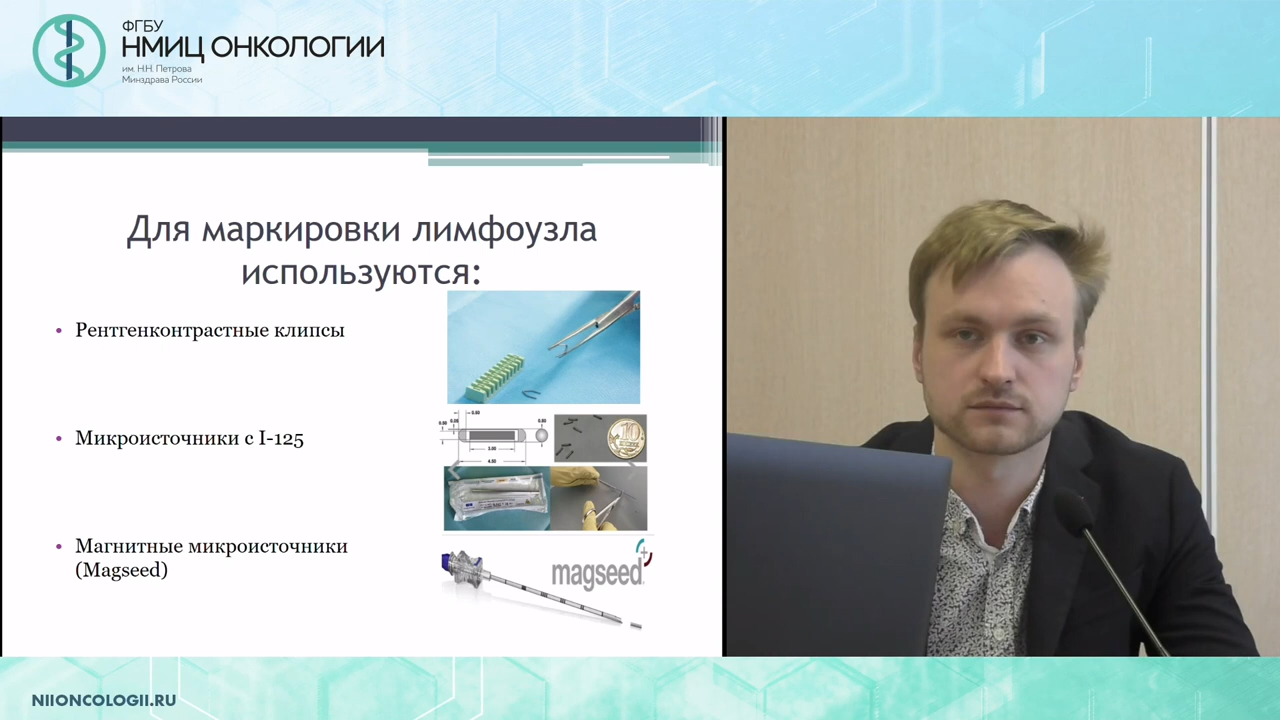 ФГБУ
НМИЦ ОНКОЛОГИИ
им. Н.Н. Петрова
Минздрава России
Для маркировки лимфоузла
используются:
• Рентгенконтрастные клипсы
• Микроисточники с I-125
• Магнитные микроисточники
(Magseed)
10
magseed
NIIONCOLOGII.RU